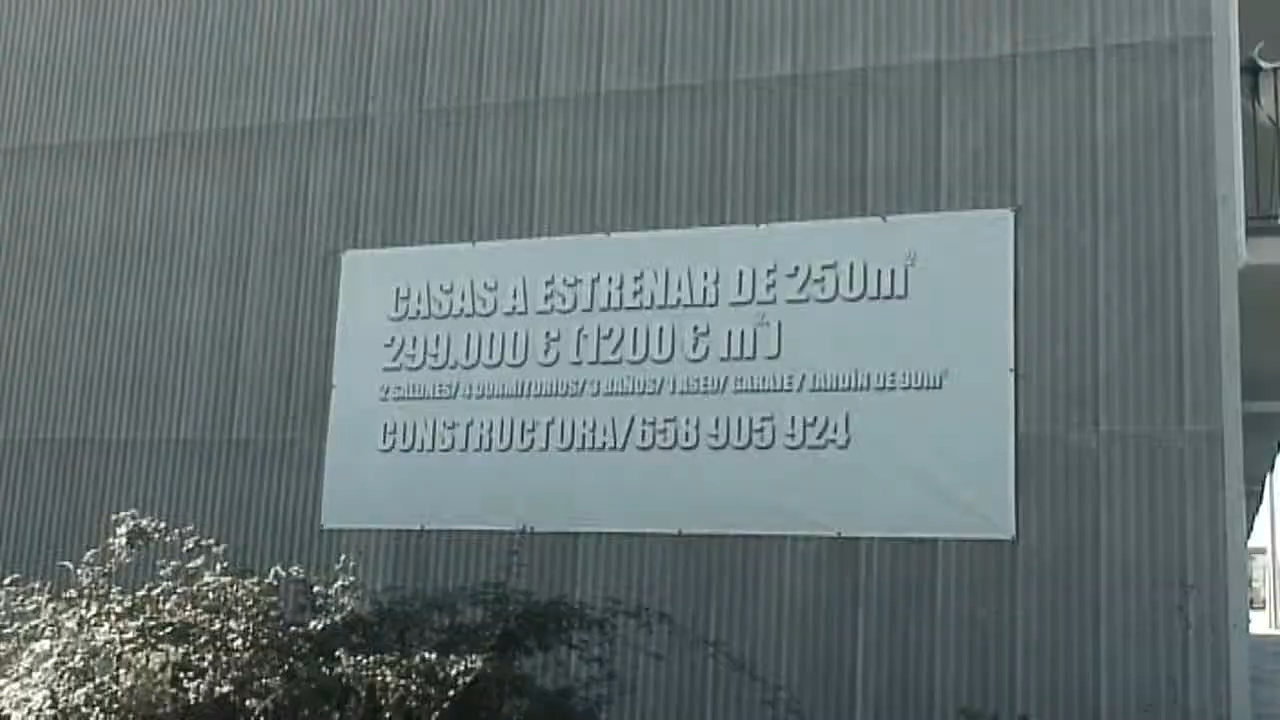 CASAS A ESTRENAR DE 250m²
299.000 € (1200 € m²)
2 SALONES/ 4 DORMITORIOS/ 3 BAÑOS/ 1 ASEO/ GARAJE / JARDÍN DE 90m²
CONSTRUCTORA/658 905 924